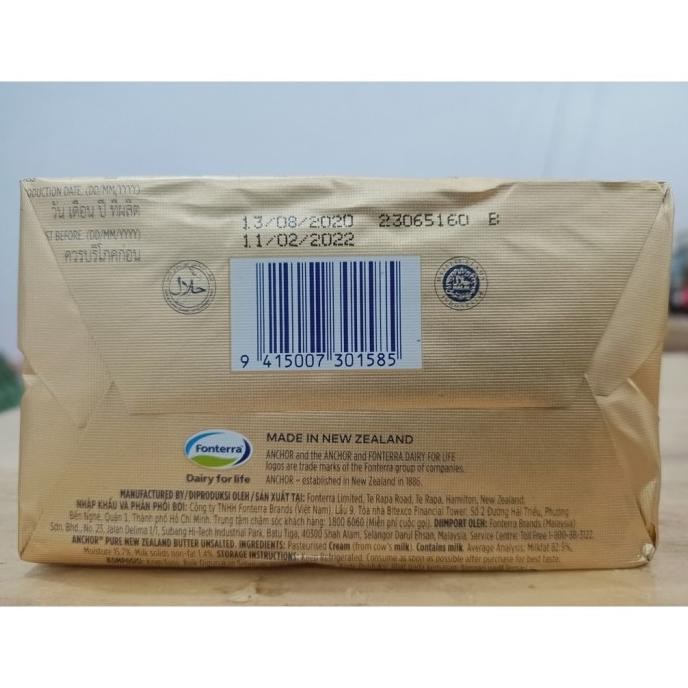 ODUCTION DATE. (DD/MM/YYYY)
วัน เดือน ปี ที่ผลิต
ST BEFORE. (DD/MM/YYYY)
ควรบริโภคก่อน
13/08/2020 23065160 B
11/02/2022
حلال
9 415007 301585
Fonterra
Dairy for life
MADE IN NEW ZEALAND
ANCHOR and the ANCHOR and FONTERRA DAIRY FOR LIFE
logos are trade marks of the Fonterra group of companies.
ANCHOR – established in New Zealand in 1886.
MANUFACTURED BY/DIPRODUKSI OLEH/SẢN XUẤT TẠI: Fonterra Limited, Te Rapa Road, Te Rapa, Hamilton, New Zealand.
NHẬP KHẨU VÀ PHÂN PHỐI BỞI: Công ty TNHH Fonterra Brands (Việt Nam). Lầu 9, Tòa nhà Bitexco Financial Tower; Số 2 Đường Hải Triều, Phường
Bến Nghé, Quận 1, Thành phố Hồ Chí Minh. Trung tâm chăm sóc khách hàng: 1800 6060 (Miễn phí cuộc gọi). DIIMPORT OLEH: Fonterra Brands (Malaysia)
Sdn. Bhd., No. 23, Jalan Delima 1/1, Subang Hi-Tech Industrial Park, Batu Tiga, 40300 Shah Alam, Selangor Darul Ehsan, Malaysia. Service Centre: Toll Free 1-800-88-3122.
ANCHOR™ PURE NEW ZEALAND BUTTER UNSALTED. INGREDIENTS: Pasteurised Cream (from cow's milk). Contains milk. Average Analysis: Milkfat 82.9%,
Moisture 15.7%, Milk solids non-fat 1.4%. STORAGE INSTRUCTIONS: refrigerated. Consume as soon as possible after purchase for best taste.
KOMPOSISI: